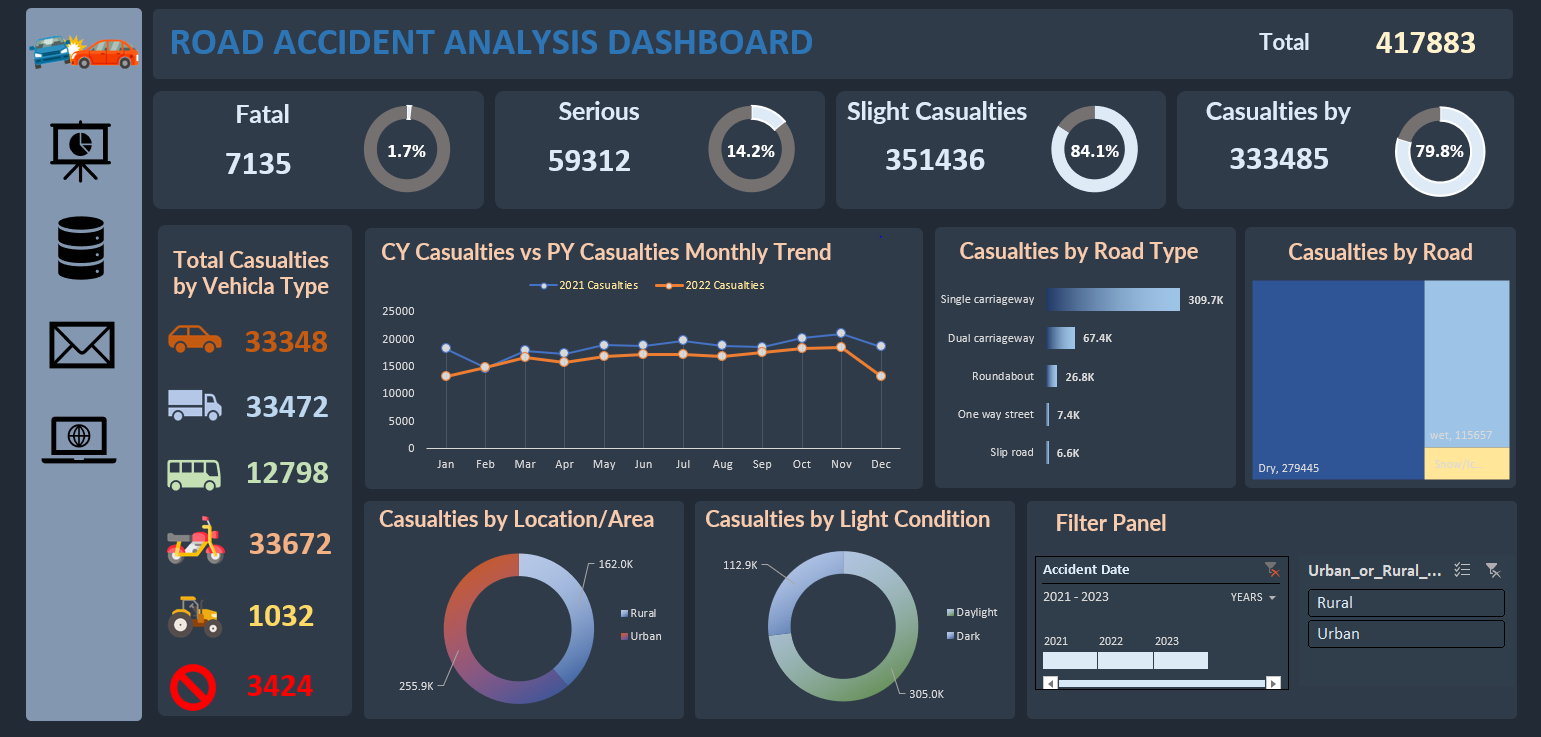 ROAD ACCIDENT ANALYSIS DASHBOARD
Total 417883
Fatal
7135
1.7%
Serious
59312
14.2%
Slight Casualties
351436
84.1%
Casualties by
333485
79.8%
Total Casualties
by Vehicla Type
33348
33472
12798
33672
1032
3424
CY Casualties vs PY Casualties Monthly Trend
2021 Casualties 2022 Casualties
25000
20000
15000
10000
5000
0
Jan Feb Mar Apr May Jun Jul Aug Sep Oct Nov Dec
Casualties by Road Type
Single carriageway 309.7K
Dual carriageway 67.4K
Roundabout 26.8K
One way street 7.4K
Slip road 6.6K
Casualties by Road
wet, 115657
Snow/Ic...
Dry, 279445
Casualties by Location/Area
162.0K
Rural
Urban
255.9K
Casualties by Light Condition
112.9K
Daylight
Dark
305.0K
Filter Panel
Accident Date
2021 - 2023 YEARS
2021 2022 2023
Urban_or_Rural_...
Rural
Urban